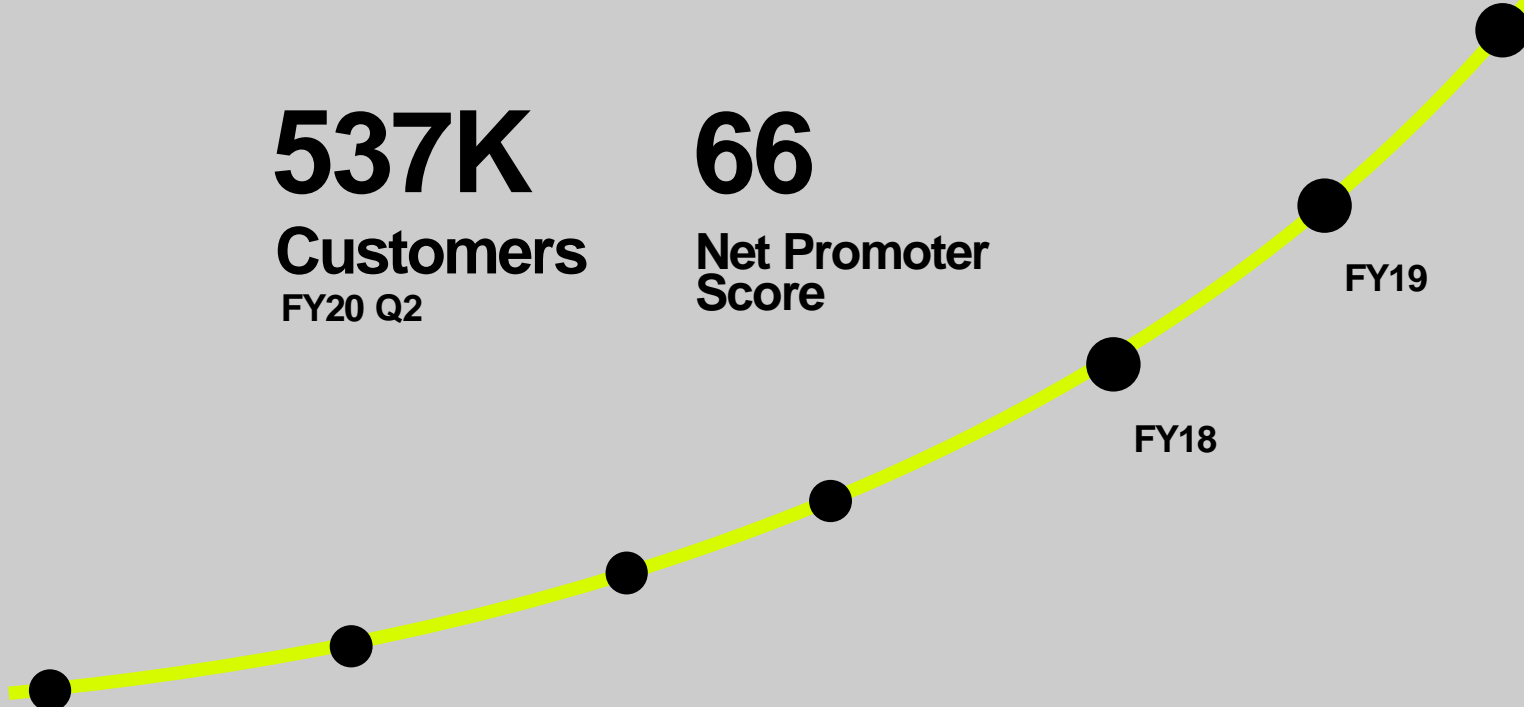 537K
Customers
FY20 Q2
66
Net Promoter
Score
FY19
FY18